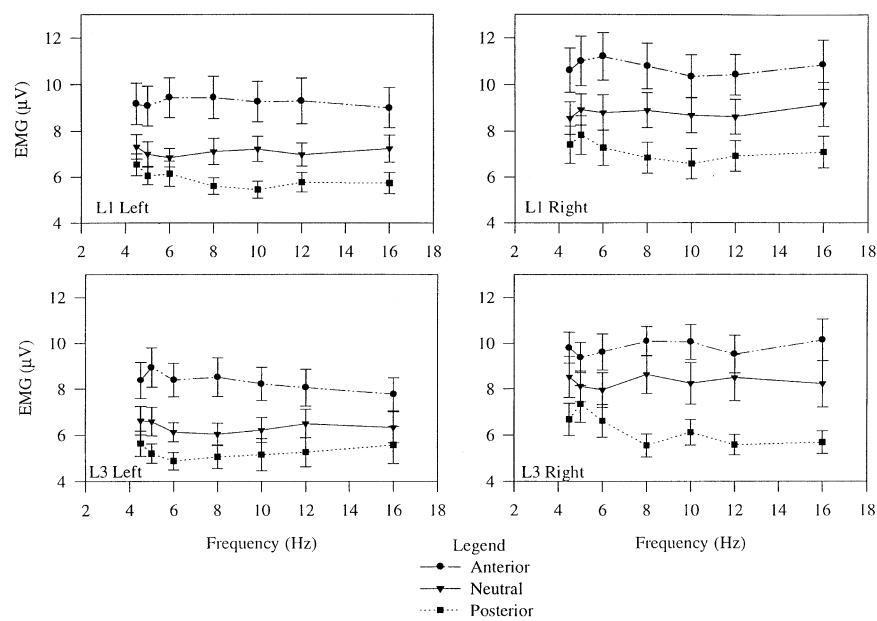 12
10
8
6
4
EMG (µV)
L1 Left
2 4 6 8 10 12 14 16 18
12
10
8
6
4
L1 Right
2 4 6 8 10 12 14 16 18
12
10
8
6
4
EMG (µV)
L3 Left
2 4 6 8 10 12 14 16 18
Frequency (Hz)
12
10
8
6
4
L3 Right
2 4 6 8 10 12 14 16 18
Frequency (Hz)
Legend
Anterior
Neutral
Posterior